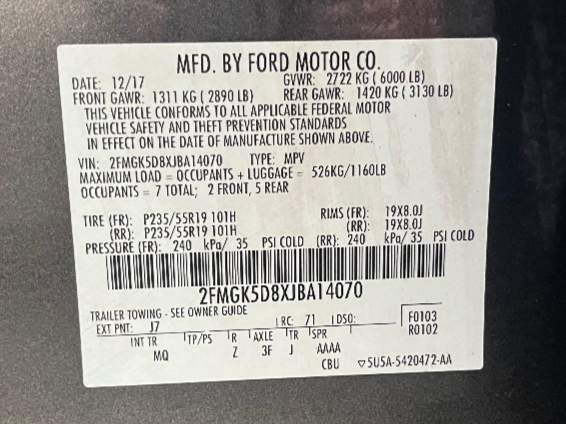 MFD. BY FORD MOTOR CO.
DATE: 12/17 GVWR: 2722 KG ( 6000 LB)
FRONT GAWR: 1311 KG ( 2890 LB) REAR GAWR: 1420 KG ( 3130 LB)
THIS VEHICLE CONFORMS TO ALL APPLICABLE FEDERAL MOTOR
VEHICLE SAFETY AND THEFT PREVENTION STANDARDS
IN EFFECT ON THE DATE OF MANUFACTURE SHOWN ABOVE.
VIN: 2FMGK5D8XJBA14070 TYPE: MPV
MAXIMUM LOAD = OCCUPANTS + LUGGAGE = 526KG/1160LB
OCCUPANTS = 7 TOTAL; 2 FRONT, 5 REAR
TIRE (FR): P235/55R19 101H RIMS (FR): 19X8.0J
(RR): P235/55R19 101H (RR): 19X8.0J
PRESSURE (FR): 240 kPa/ 35 PSI COLD (RR): 240 kPa/ 35 PSI COLD
2FMGK5D8XJBA14070
TRAILER TOWING - SEE OWNER GUIDE
EXT PNT: J7 RC: 71 DSO: F0103
R0102
INT TR TP/PS R AXLE TR SPR
MQ Z 3F J AAAA
CBU ▽5U5A-5420472-AA